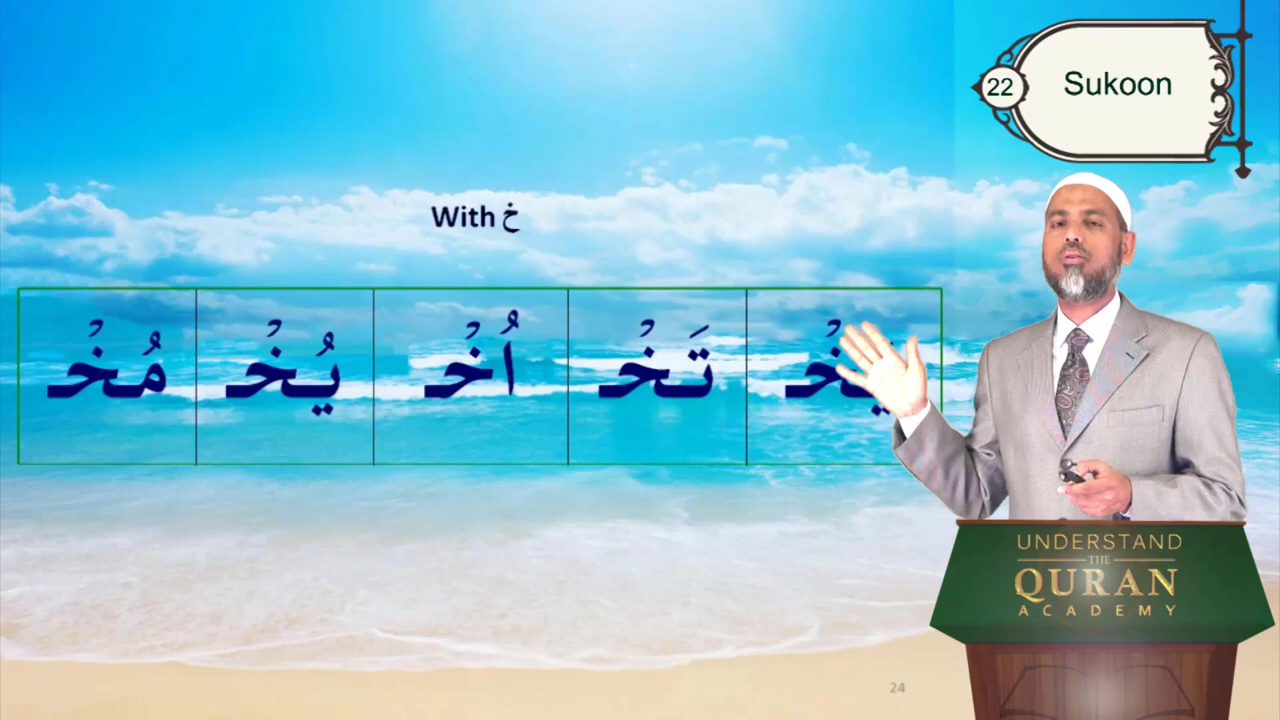 22 Sukoon
With خ
تَخْـ اُخْـ يُخْـ مُخْـ
UNDERSTAND
THE
QURAN
ACADEMY
24